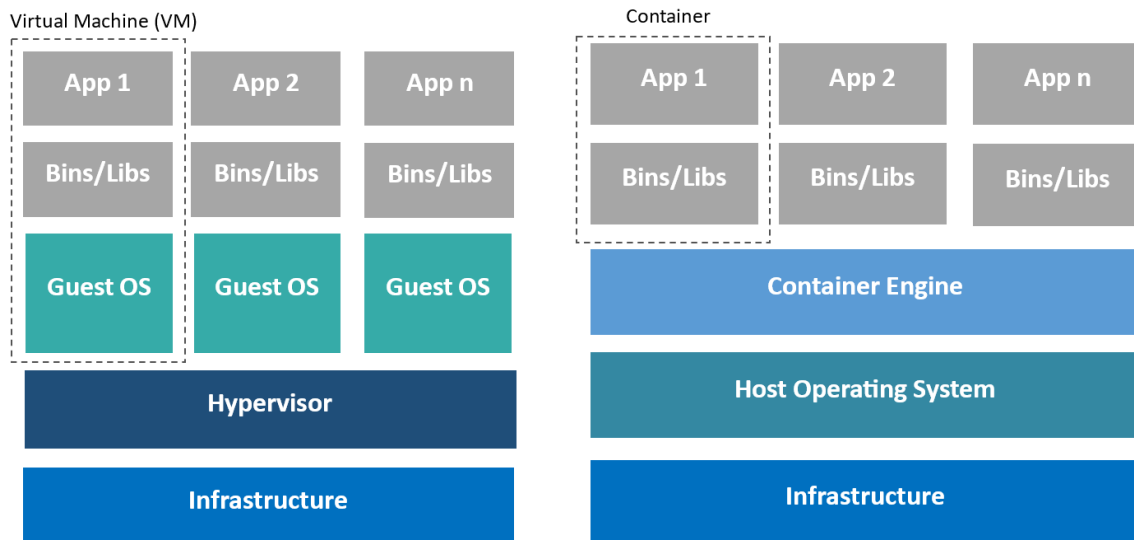 Virtual Machine (VM)
App 1
App 2
App n
Bins/Libs
Bins/Libs
Bins/Libs
Guest OS
Guest OS
Guest OS
Hypervisor
Infrastructure
Container
App 1
App 2
App n
Bins/Libs
Bins/Libs
Bins/Libs
Container Engine
Host Operating System
Infrastructure